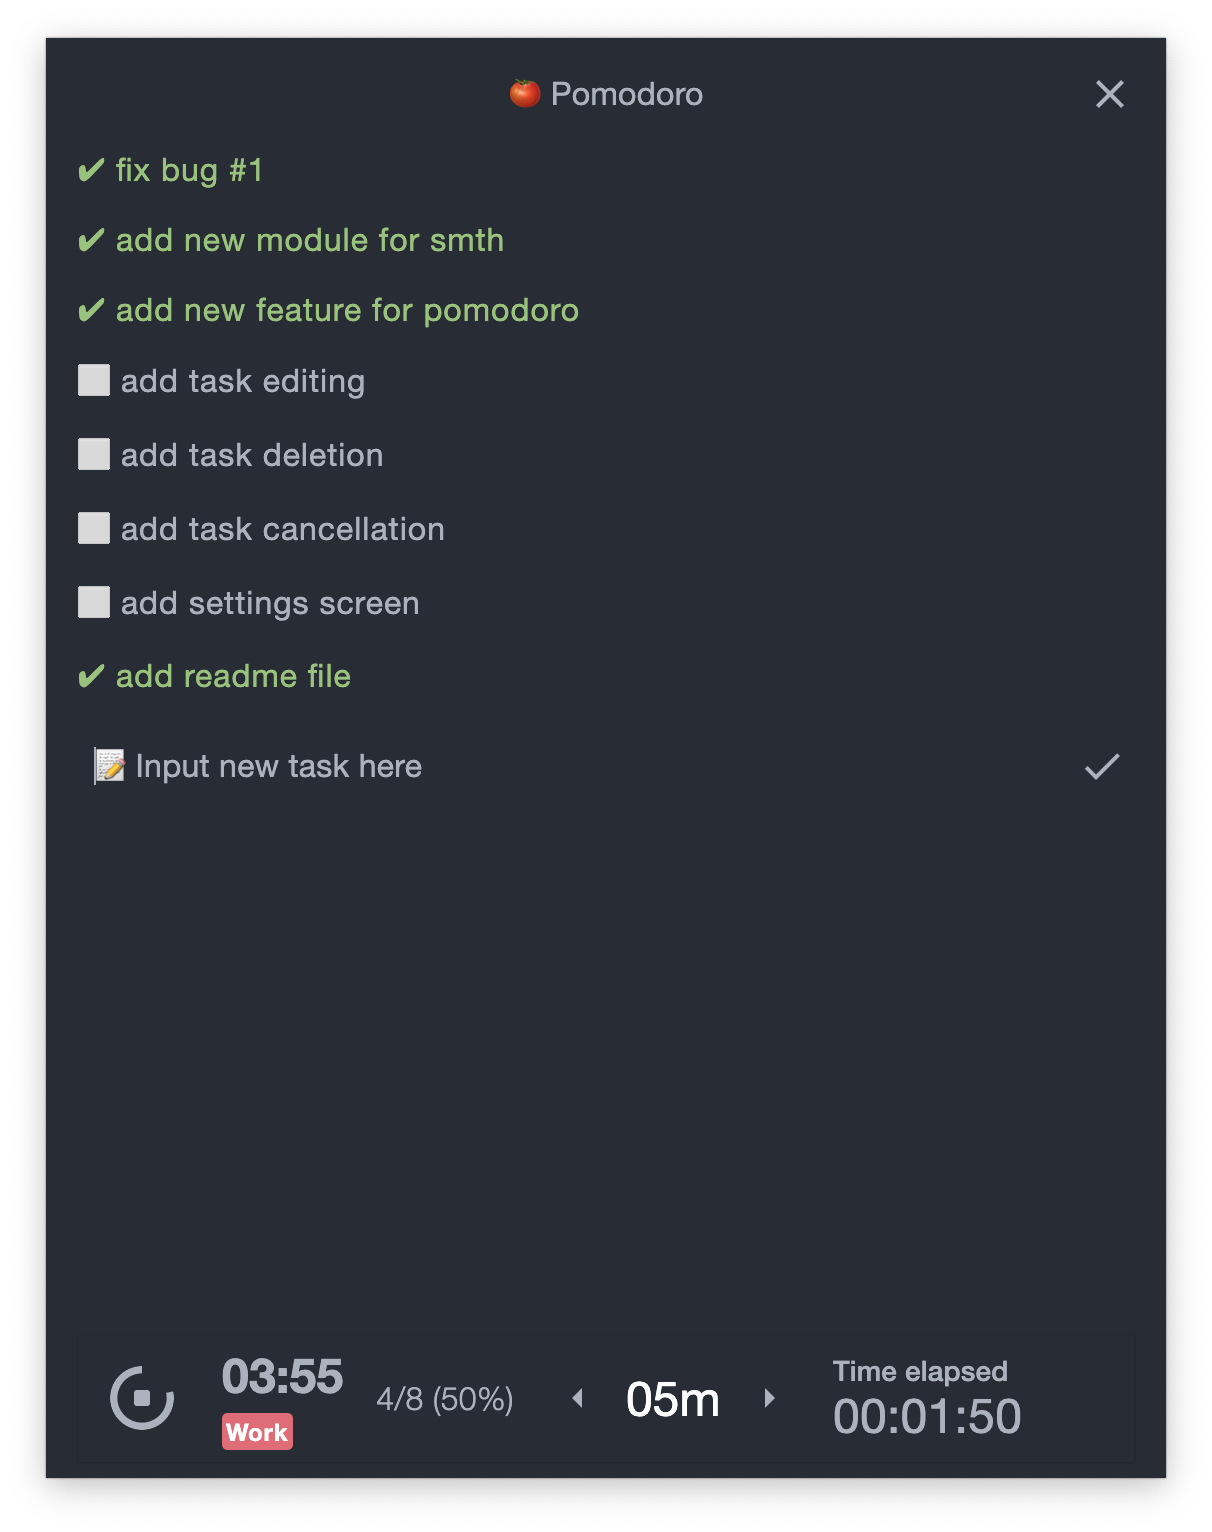 🍅 Pomodoro
✔ fix bug #1
✔ add new module for smth
✔ add new feature for pomodoro
⬜ add task editing
⬜ add task deletion
⬜ add task cancellation
⬜ add settings screen
✔ add readme file
📝 Input new task here
03:55
Work
4/8 (50%)
05m
Time elapsed
00:01:50